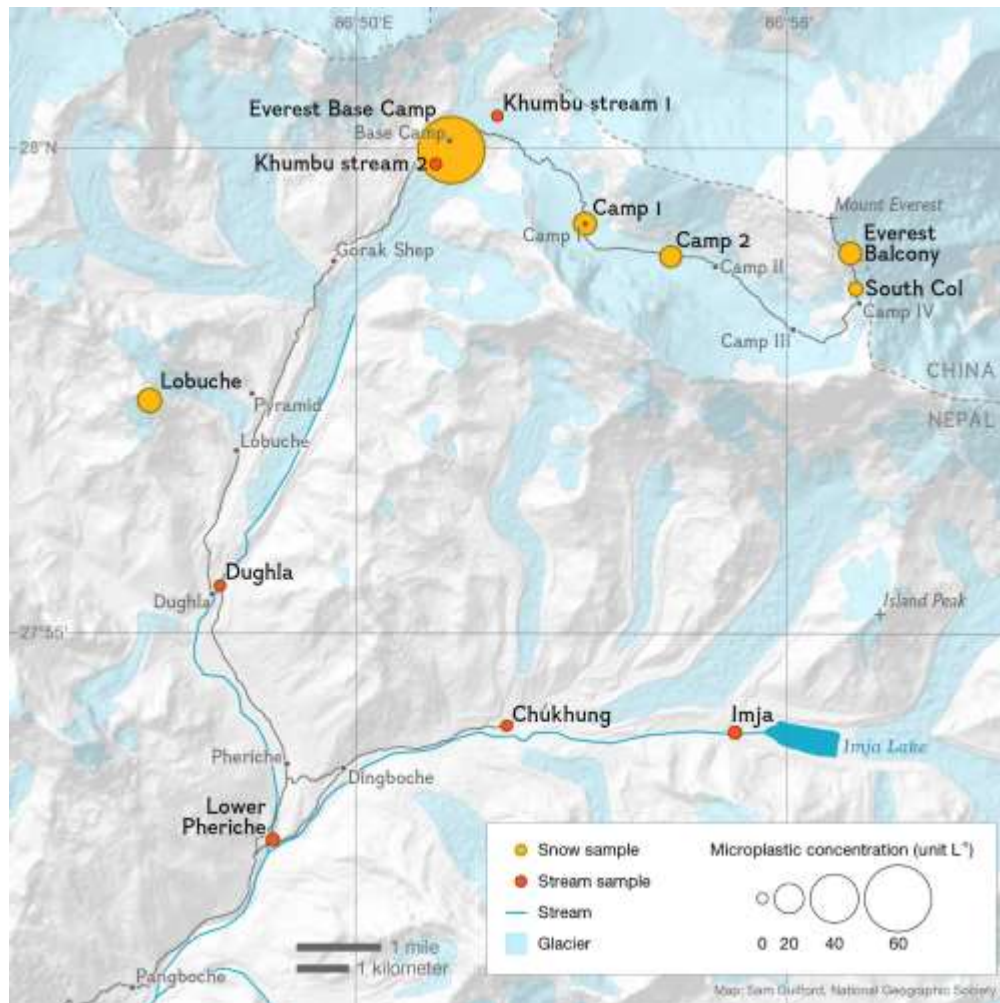 86°50'E
86°55'
Everest Base Camp
Base Camp
Khumbu stream 1
28°N
Khumbu stream 2
Camp 1
Camp I
Camp 2
Camp II
Mount Everest
Everest
Balcony
South Col
Camp IV
Camp III
Gorak Shep
CHINA
NEPAL
Lobuche
Pyramid
Lobuche
Dughla
Dughla
Island Peak
27°55'
Chukhung
Imja
Imja Lake
Pheriche
Dingboche
Lower
Pheriche
Snow sample
Stream sample
Stream
Glacier
Microplastic concentration (unit L⁻¹)
0 20 40 60
1 mile
1 kilometer
Pangboche
Map: Sam Guilford, National Geographic Society